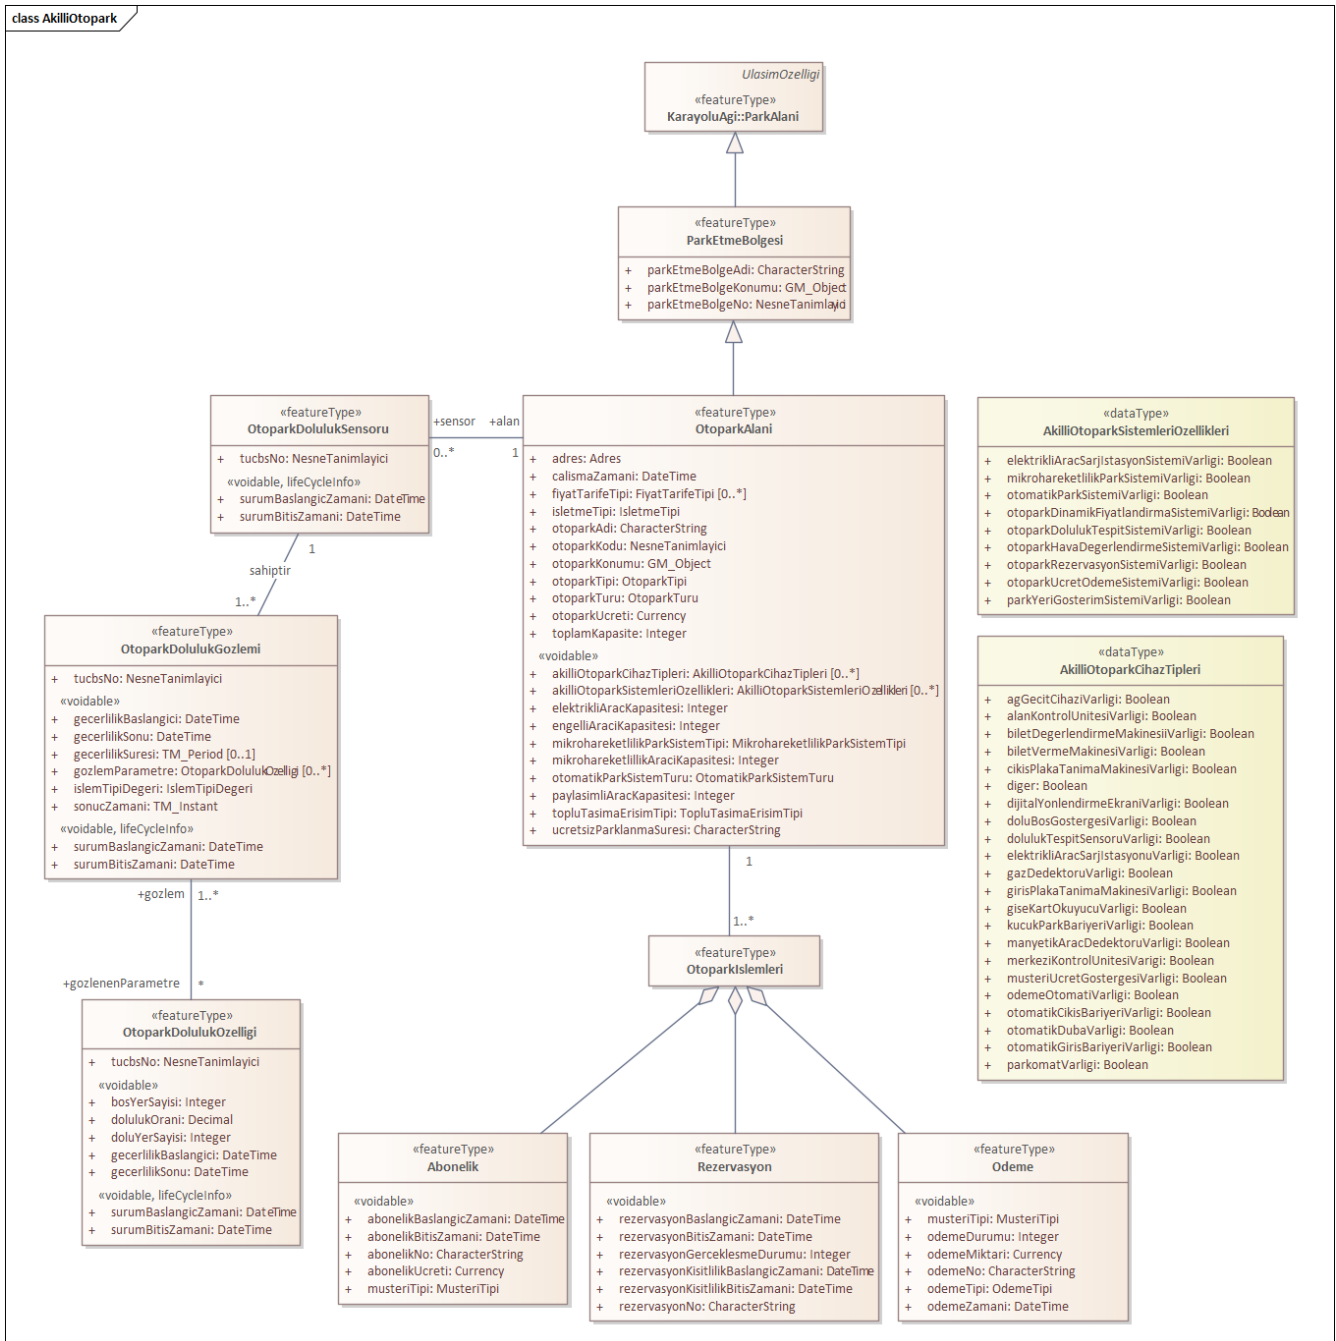 class AkilliOtopark
UlasimOzelligi
«featureType»
KarayoluAgi::ParkAlani
«featureType»
ParkEtmeBolgesi
+ parkEtmeBolgeAdi: CharacterString
+ parkEtmeBolgeKonumu: GM_Object
+ parkEtmeBolgeNo: NesneTanimlayici
«featureType»
OtoparkDolulukSensoru
+ tucbsNo: NesneTanimlayici
«voidable, lifeCycleInfo»
+ surumBaslangicZamani: DateTime
+ surumBitisZamani: DateTime
+sensor +alan
0..* 1
«featureType»
OtoparkAlani
+ adres: Adres
+ calismaZamani: DateTime
+ fiyatTarifeTipi: FiyatTarifeTipi [0..*]
+ isletmeTipi: IsletmeTipi
+ otoparkAdi: CharacterString
+ otoparkKodu: NesneTanimlayici
+ otoparkKonumu: GM_Object
+ otoparkTipi: OtoparkTipi
+ otoparkTuru: OtoparkTuru
+ otoparkUcreti: Currency
+ toplamKapasite: Integer
«voidable»
+ akilliOtoparkCihazTipleri: AkilliOtoparkCihazTipleri [0..*]
+ akilliOtoparkSistemleriOzellikleri: AkilliOtoparkSistemleriOzellikleri [0..*]
+ elektrikliAracKapasitesi: Integer
+ engelliAraciKapasitesi: Integer
+ mikrohareketlilikParkSistemTipi: MikrohareketlilikParkSistemTipi
+ mikrohareketlillikAraciKapasitesi: Integer
+ otomatikParkSistemTuru: OtomatikParkSistemTuru
+ paylasimliAracKapasitesi: Integer
+ topluTasimaErisimTipi: TopluTasimaErisimTipi
+ ucretsizParklanmaSuresi: CharacterString
«dataType»
AkilliOtoparkSistemleriOzellikleri
+ elektrikliAracSarjIstasyonSistemiVarligi: Boolean
+ mikrohareketlilikParkSistemiVarligi: Boolean
+ otomatikParkSistemiVarligi: Boolean
+ otoparkDinamikFiyatlandirmaSistemiVarligi: Boolean
+ otoparkDolulukTespitSistemiVarligi: Boolean
+ otoparkHavaDegerlendirmeSistemiVarligi: Boolean
+ otoparkRezervasyonSistemiVarligi: Boolean
+ otoparkUcretOdemeSistemiVarligi: Boolean
+ parkYeriGosterimSistemiVarligi: Boolean
1
sahiptir
1..*
«featureType»
OtoparkDolulukGozlemi
+ tucbsNo: NesneTanimlayici
«voidable»
+ gecerlilikBaslangici: DateTime
+ gecerlilikSonu: DateTime
+ gecerlilikSuresi: TM_Period [0..1]
+ gozlemParametre: OtoparkDolulukOzelligi [0..*]
+ islemTipiDegeri: IslemTipiDegeri
+ sonucZamani: TM_Instant
«voidable, lifeCycleInfo»
+ surumBaslangicZamani: DateTime
+ surumBitisZamani: DateTime
«dataType»
AkilliOtoparkCihazTipleri
+ agGecitCihaziVarligi: Boolean
+ alanKontrolUnitesiVarligi: Boolean
+ biletDegerlendirmeMakinesiiVarligi: Boolean
+ biletVermeMakinesiVarligi: Boolean
+ cikisPlakaTanimaMakinesiVarligi: Boolean
+ diger: Boolean
+ dijitalYonlendirmeEkraniVarligi: Boolean
+ doluBosGostergesiVarligi: Boolean
+ dolulukTespitSensoruVarligi: Boolean
+ elektrikliAracSarjIstasyonuVarligi: Boolean
+ gazDedektoruVarligi: Boolean
+ girisPlakaTanimaMakinesiVarligi: Boolean
+ giseKartOkuyucuVarligi: Boolean
+ kucukParkBariyeriVarligi: Boolean
+ manyetikAracDedektoruVarligi: Boolean
+ merkeziKontrolUnitesiVarigi: Boolean
+ musteriUcretGostergesiVarligi: Boolean
+ odemeOtomatiVarligi: Boolean
+ otomatikCikisBariyeriVarligi: Boolean
+ otomatikDubaVarligi: Boolean
+ otomatikGirisBariyeriVarligi: Boolean
+ parkomatVarligi: Boolean
+gozlem 1..*
+gozlenenParametre *
1
1..*
«featureType»
OtoparkIslemleri
«featureType»
OtoparkDolulukOzelligi
+ tucbsNo: NesneTanimlayici
«voidable»
+ bosYerSayisi: Integer
+ dolulukOrani: Decimal
+ doluYerSayisi: Integer
+ gecerlilikBaslangici: DateTime
+ gecerlilikSonu: DateTime
«voidable, lifeCycleInfo»
+ surumBaslangicZamani: DateTime
+ surumBitisZamani: DateTime
«featureType»
Abonelik
«voidable»
+ abonelikBaslangicZamani: DateTime
+ abonelikBitisZamani: DateTime
+ abonelikNo: CharacterString
+ abonelikUcreti: Currency
+ musteriTipi: MusteriTipi
«featureType»
Rezervasyon
«voidable»
+ rezervasyonBaslangicZamani: DateTime
+ rezervasyonBitisZamani: DateTime
+ rezervasyonGerceklesmeDurumu: Integer
+ rezervasyonKisitlilikBaslangicZamani: DateTime
+ rezervasyonKisitlilikBitisZamani: DateTime
+ rezervasyonNo: CharacterString
«featureType»
Odeme
«voidable»
+ musteriTipi: MusteriTipi
+ odemeDurumu: Integer
+ odemeMiktari: Currency
+ odemeNo: CharacterString
+ odemeTipi: OdemeTipi
+ odemeZamani: DateTime